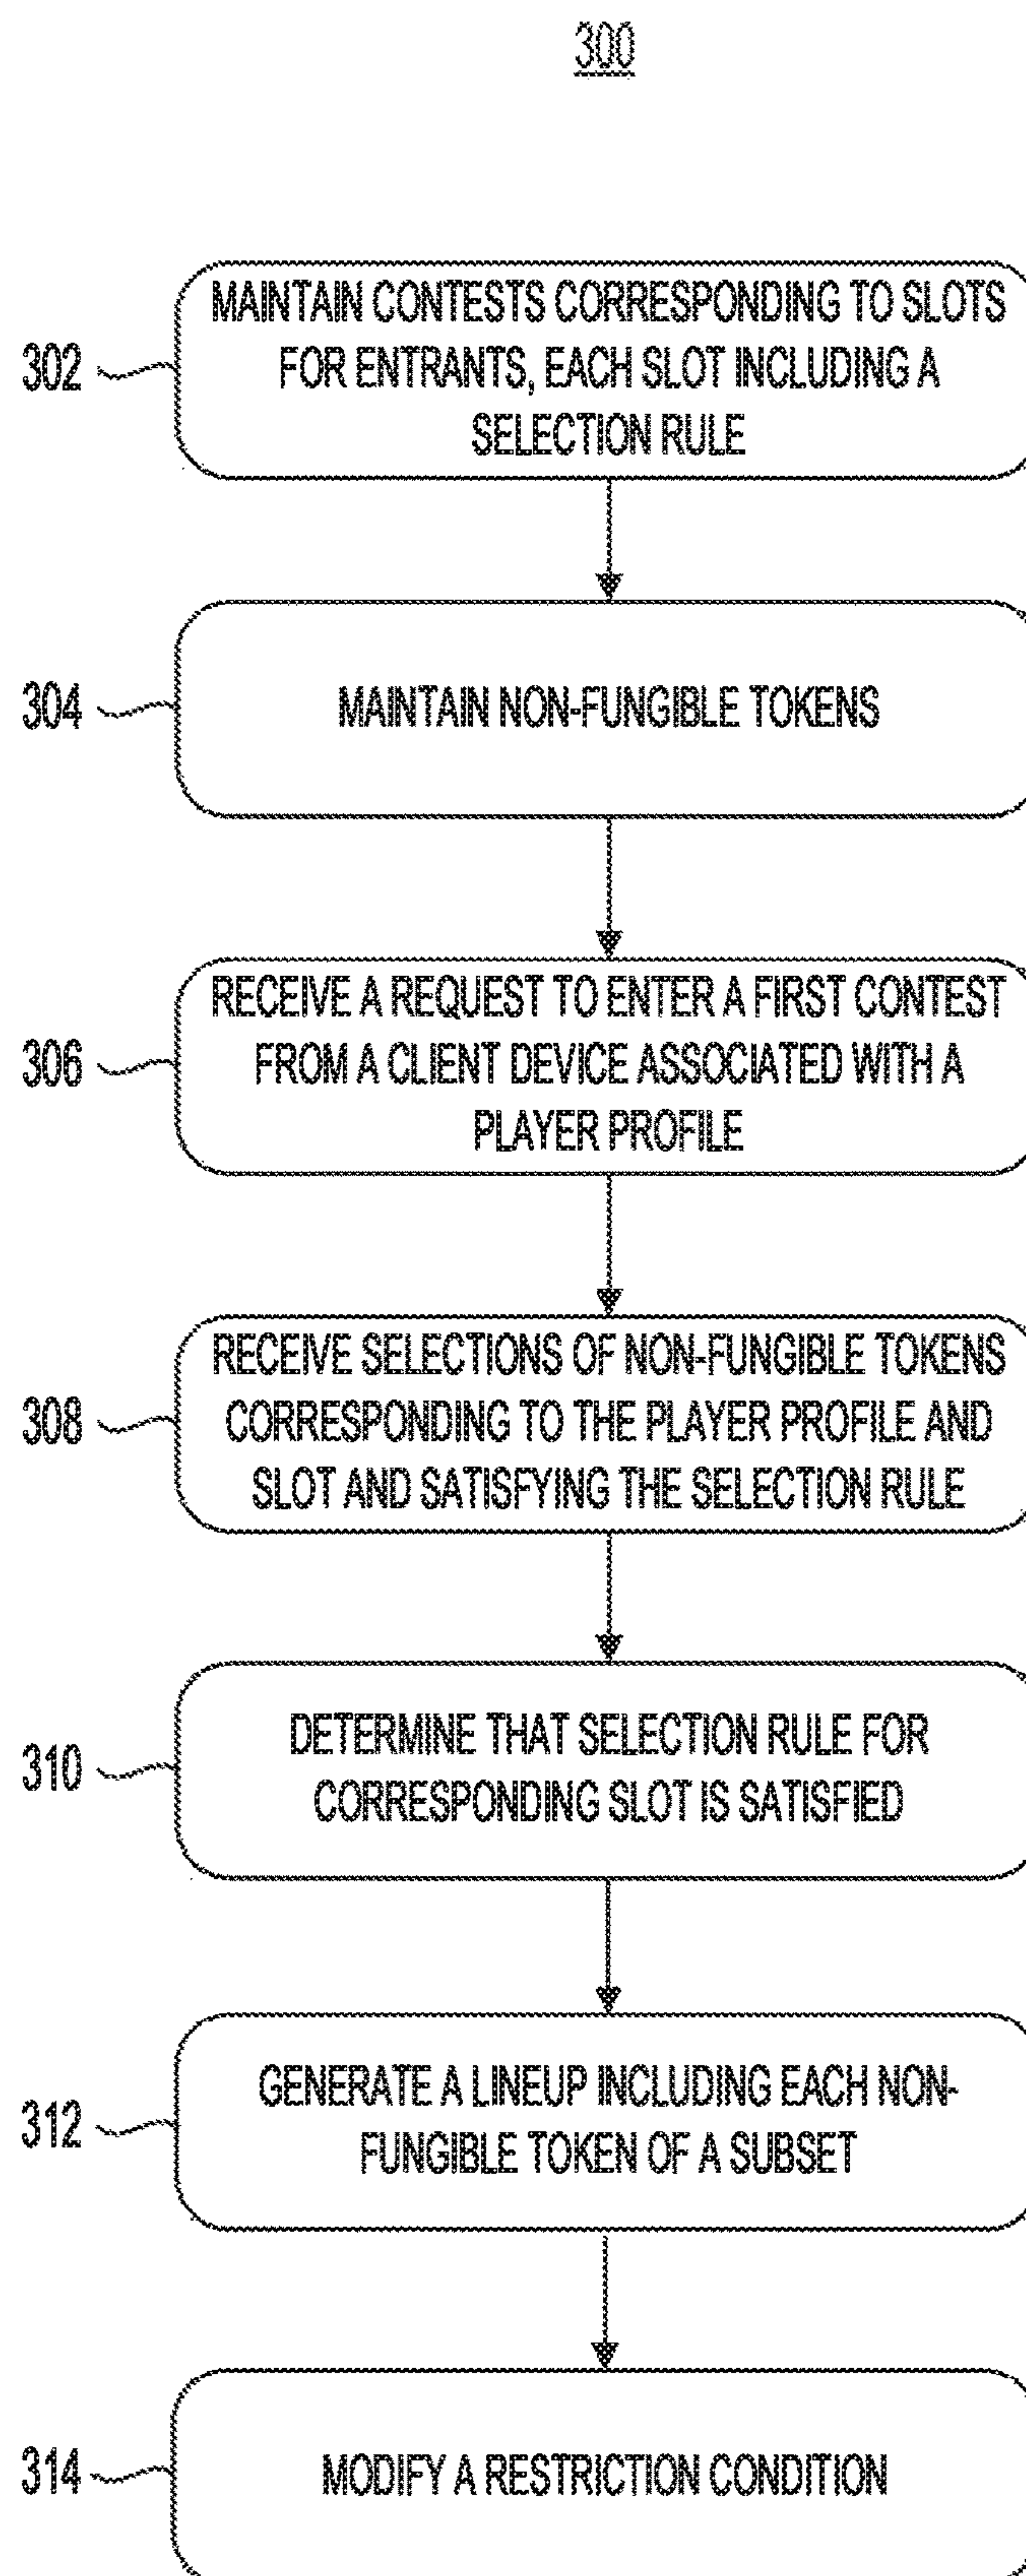 300
302
MAINTAIN CONTESTS CORRESPONDING TO SLOTS
FOR ENTRANTS, EACH SLOT INCLUDING A
SELECTION RULE
304
MAINTAIN NON-FUNGIBLE TOKENS
306
RECEIVE A REQUEST TO ENTER A FIRST CONTEST
FROM A CLIENT DEVICE ASSOCIATED WITH A
PLAYER PROFILE
308
RECEIVE SELECTIONS OF NON-FUNGIBLE TOKENS
CORRESPONDING TO THE PLAYER PROFILE AND
SLOT AND SATISFYING THE SELECTION RULE
310
DETERMINE THAT SELECTION RULE FOR
CORRESPONDING SLOT IS SATISFIED
312
GENERATE A LINEUP INCLUDING EACH NON-
FUNGIBLE TOKEN OF A SUBSET
314
MODIFY A RESTRICTION CONDITION